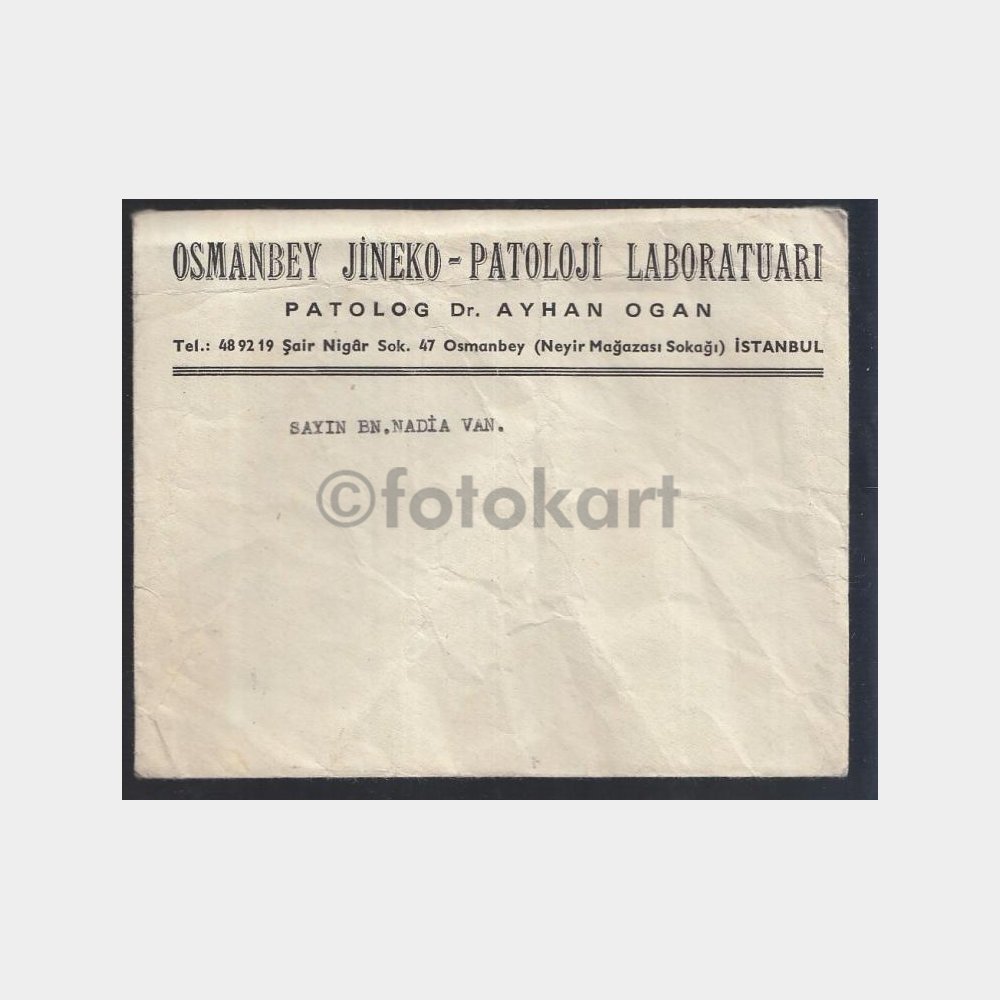 OSMANBEY JİNEKO - PATOLOJİ LABORATUARI
PATOLOG Dr. AYHAN OGAN
Tel.: 48 92 19 Şair Nigâr Sok. 47 Osmanbey (Neyir Mağazası Sokağı) İSTANBUL
SAYIN BN.NADİA VAN.
©fotokart